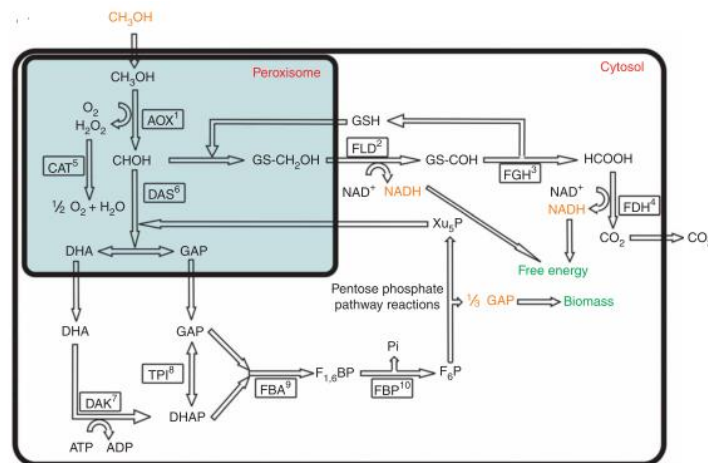 CH₃OH
Peroxisome
Cytosol
CH₃OH
O₂
H₂O₂
AOX¹
GSH
CAT⁵
CHOH
GS-CH₂OH
FLD²
GS-COH
FGH³
HCOOH
DAS⁶
NAD⁺ NADH
NAD⁺
NADH
FDH⁴
½ O₂ + H₂O
Xu₅P
CO₂
CO
DHA
GAP
Free energy
Pentose phosphate
pathway reactions
⅓ GAP
Biomass
DHA
GAP
Pi
TPI⁸
F₁,₆BP
F₆P
FBA⁹
FBP¹⁰
DAK⁷
DHAP
ATP ADP